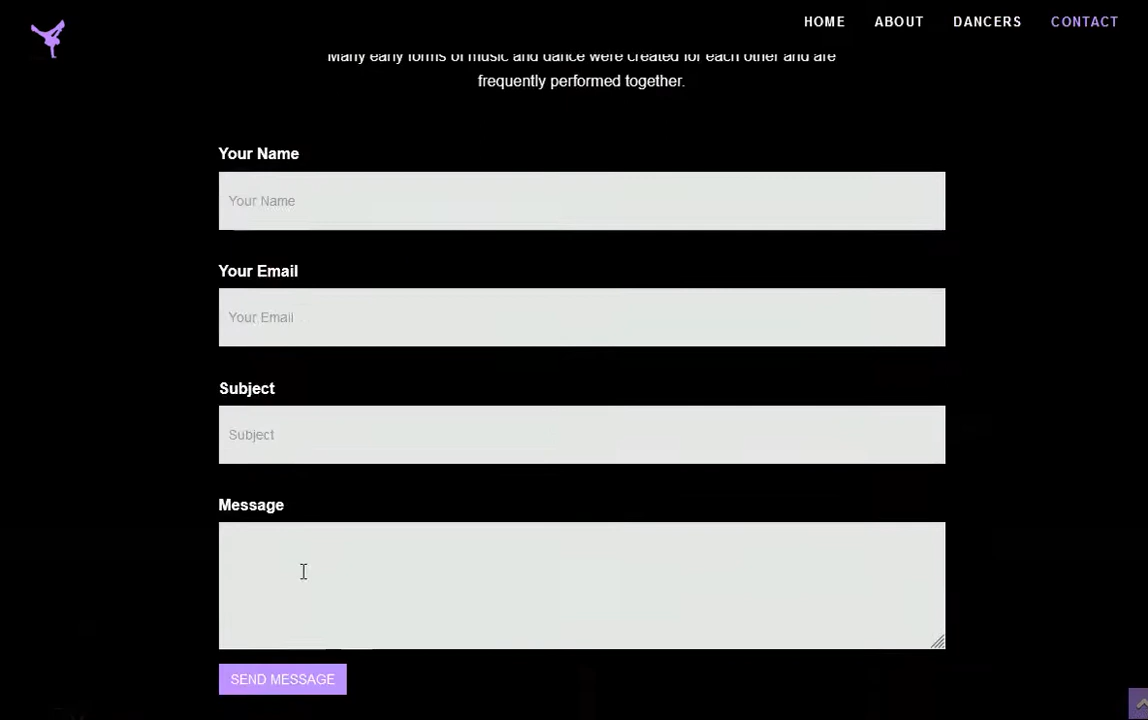 HOME ABOUT DANCERS CONTACT
Many early forms of music and dance were created for each other and are
frequently performed together.
Your Name
Your Name
Your Email
Your Email
Subject
Subject
Message
SEND MESSAGE